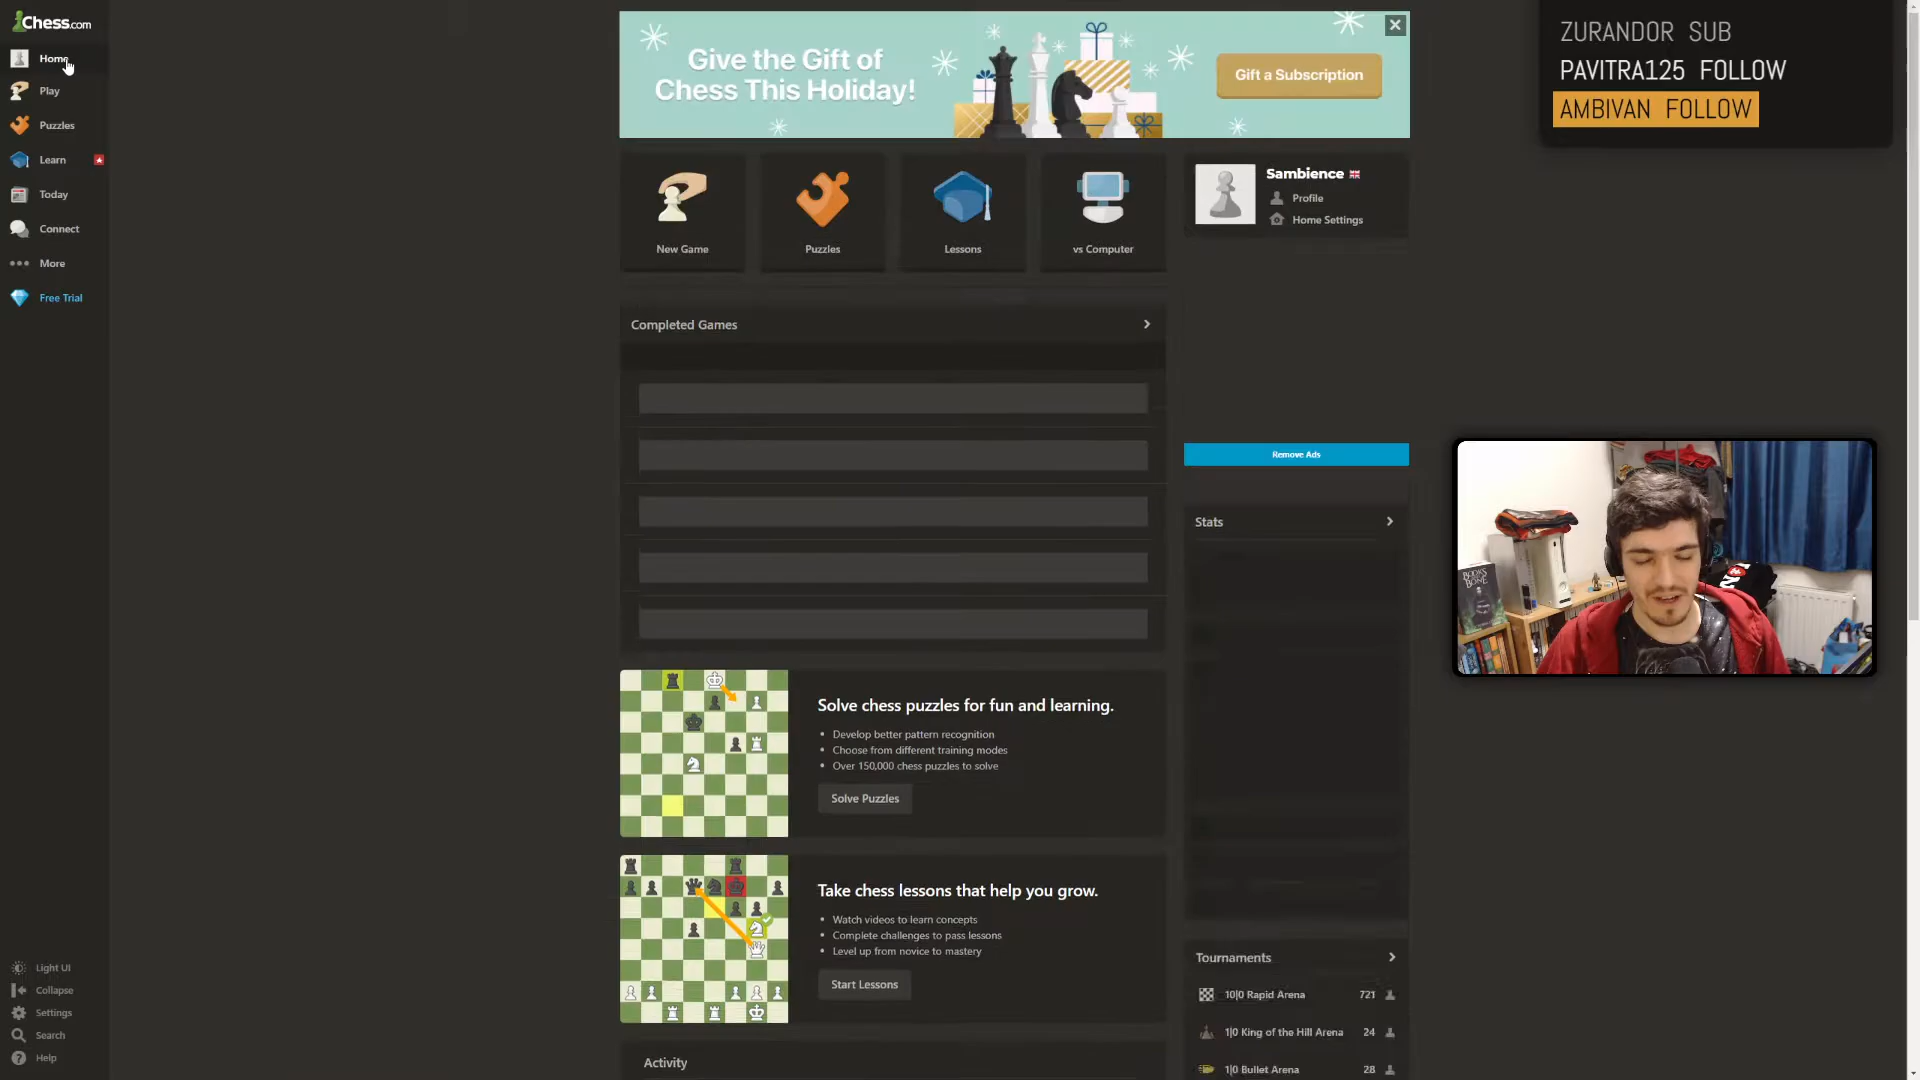 Chess.com
Home
Play
Puzzles
Learn
Today
Connect
More
Free Trial
Light UI
Collapse
Settings
Search
Help
Give the Gift of
Chess This Holiday!
Gift a Subscription
New Game
Puzzles
Lessons
vs Computer
Sambience
Profile
Home Settings
Completed Games
Remove Ads
Stats
Solve chess puzzles for fun and learning.
Develop better pattern recognition
Choose from different training modes
Over 150,000 chess puzzles to solve
Solve Puzzles
Take chess lessons that help you grow.
Watch videos to learn concepts
Complete challenges to pass lessons
Level up from novice to mastery
Start Lessons
Activity
Tournaments
10|0 Rapid Arena 721
1|0 King of the Hill Arena 24
1|0 Bullet Arena 28
ZURANDOR SUB
PAVITRA125 FOLLOW
AMBIVAN FOLLOW
BOOKS
OF
BONE